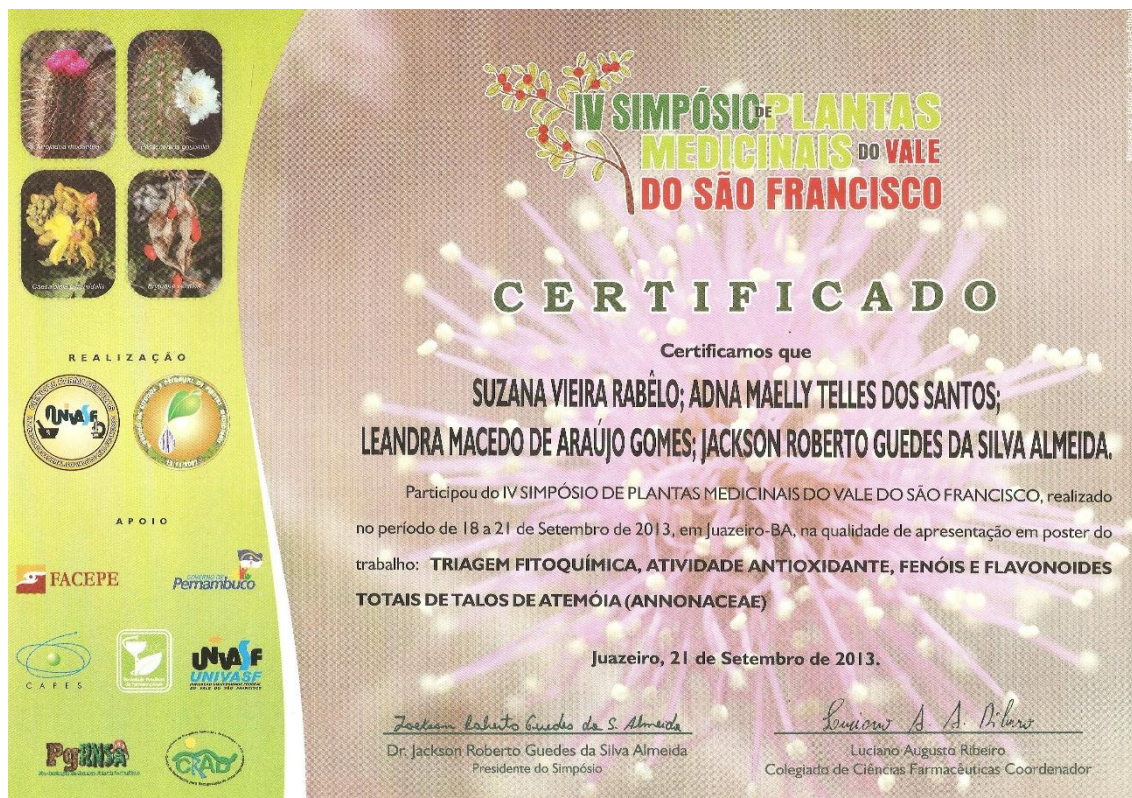 IV SIMPÓSIO DE PLANTAS
MEDICINAIS DO VALE
DO SÃO FRANCISCO
CERTIFICADO
Certificamos que
SUZANA VIEIRA RABÊLO; ADNA MAELLY TELLES DOS SANTOS;
LEANDRA MACEDO DE ARAÚJO GOMES; JACKSON ROBERTO GUEDES DA SILVA ALMEIDA.
Participou do IV SIMPÓSIO DE PLANTAS MEDICINAIS DO VALE DO SÃO FRANCISCO, realizado
no período de 18 a 21 de Setembro de 2013, em Juazeiro-BA, na qualidade de apresentação em poster do
trabalho: TRIAGEM FITOQUÍMICA, ATIVIDADE ANTIOXIDANTE, FENÓIS E FLAVONOIDES
TOTAIS DE TALOS DE ATEMÓIA (ANNONACEAE)
Juazeiro, 21 de Setembro de 2013.
Jackson Roberto Guedes da S. Almeida
Dr. Jackson Roberto Guedes da Silva Almeida
Presidente do Simpósio
Luciano Augusto Ribeiro
Colegiado de Ciências Farmacêuticas Coordenador
REALIZAÇÃO
UNIVASF
APOIO
FACEPE
GOVERNO DE
Pernambuco
CAPES
UNIVASF
UNIVASF
PgRNSA
CRAD